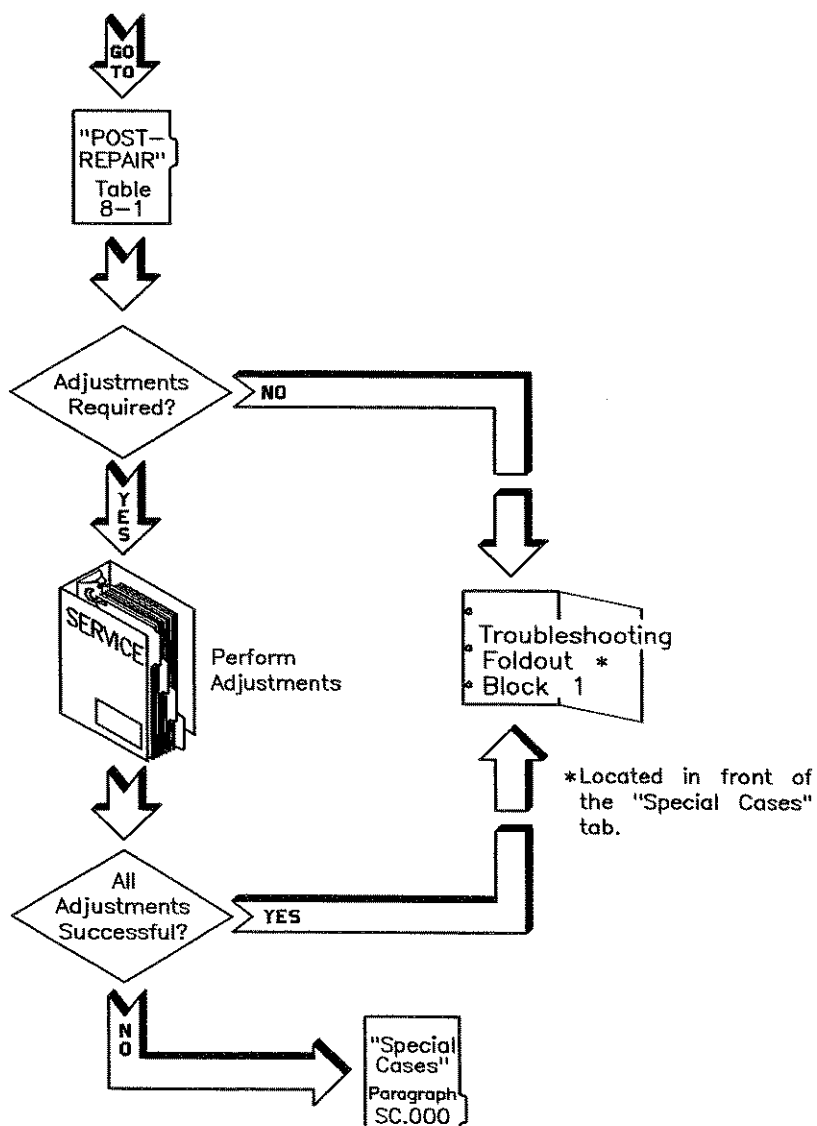 GO
TO
"POST-
REPAIR"
Table
8-1
Adjustments
Required?
NO
YES
SERVICE
Perform
Adjustments
Troubleshooting
Foldout *
Block 1
*Located in front of
the "Special Cases"
tab.
All
Adjustments
Successful?
YES
NO
"Special
Cases"
Paragraph
SC.000